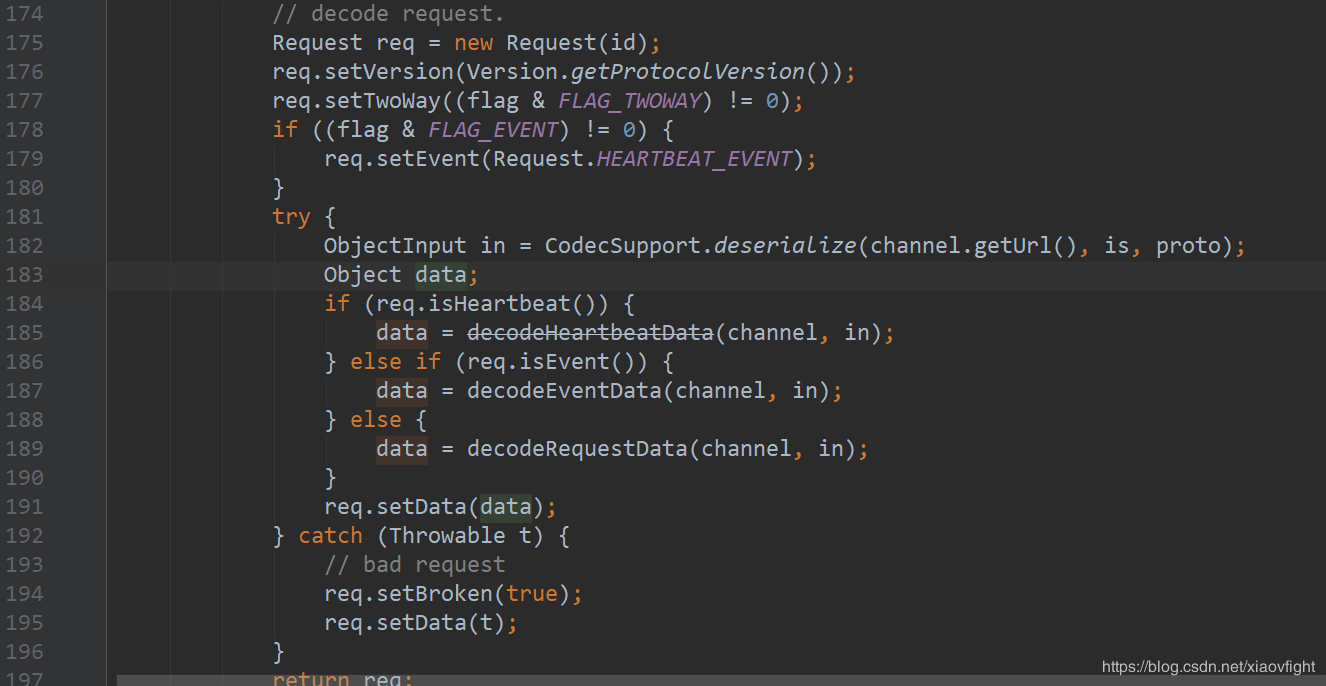 174 // decode request.
175 Request req = new Request(id);
176 req.setVersion(Version.getProtocolVersion());
177 req.setTwoWay((flag & FLAG_TWOWAY) != 0);
178 if ((flag & FLAG_EVENT) != 0) {
179 req.setEvent(Request.HEARTBEAT_EVENT);
180 }
181 try {
182 ObjectInput in = CodecSupport.deserialize(channel.getUrl(), is, proto);
183 Object data;
184 if (req.isHeartbeat()) {
185 data = decodeHeartbeatData(channel, in);
186 } else if (req.isEvent()) {
187 data = decodeEventData(channel, in);
188 } else {
189 data = decodeRequestData(channel, in);
190 }
191 req.setData(data);
192 } catch (Throwable t) {
193 // bad request
194 req.setBroken(true);
195 req.setData(t);
196 }
197 return req;
https://blog.csdn.net/xiaovfight